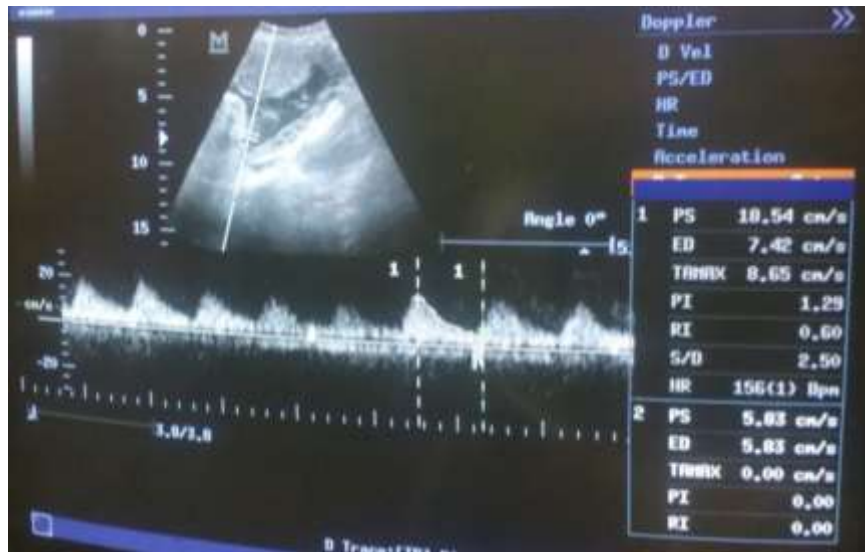 0
M
5
10
15
Doppler >>
D Vel
PS/ED
HR
Time
Acceleration
Angle 0°
1 1
20
cm/s
-20
3.0/3.0
1 PS 18.54 cm/s
ED 7.42 cm/s
TAMAX 8.65 cm/s
PI 1.29
RI 0.60
S/D 2.50
HR 156(1) Bpm
2 PS 5.83 cm/s
ED 5.83 cm/s
TAMAX 0.00 cm/s
PI 0.00
RI 0.00
D Trace